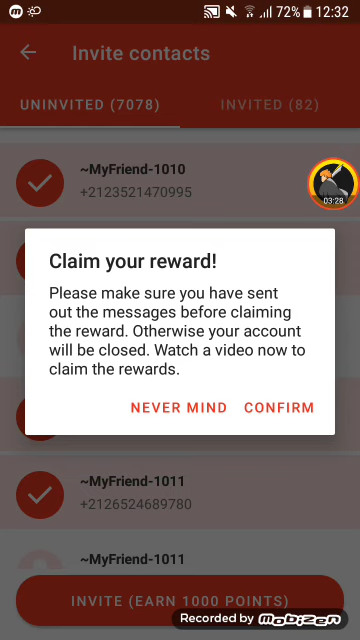 72% 12:32
Invite contacts
UNINVITED (7078) INVITED (82)
~MyFriend-1010
+2123521470995
03:28
Claim your reward!
Please make sure you have sent
out the messages before claiming
the reward. Otherwise your account
will be closed. Watch a video now to
claim the rewards.
NEVER MIND CONFIRM
~MyFriend-1011
+2126524689780
~MyFriend-1011
INVITE (EARN 1000 POINTS)
Recorded by Mobizen